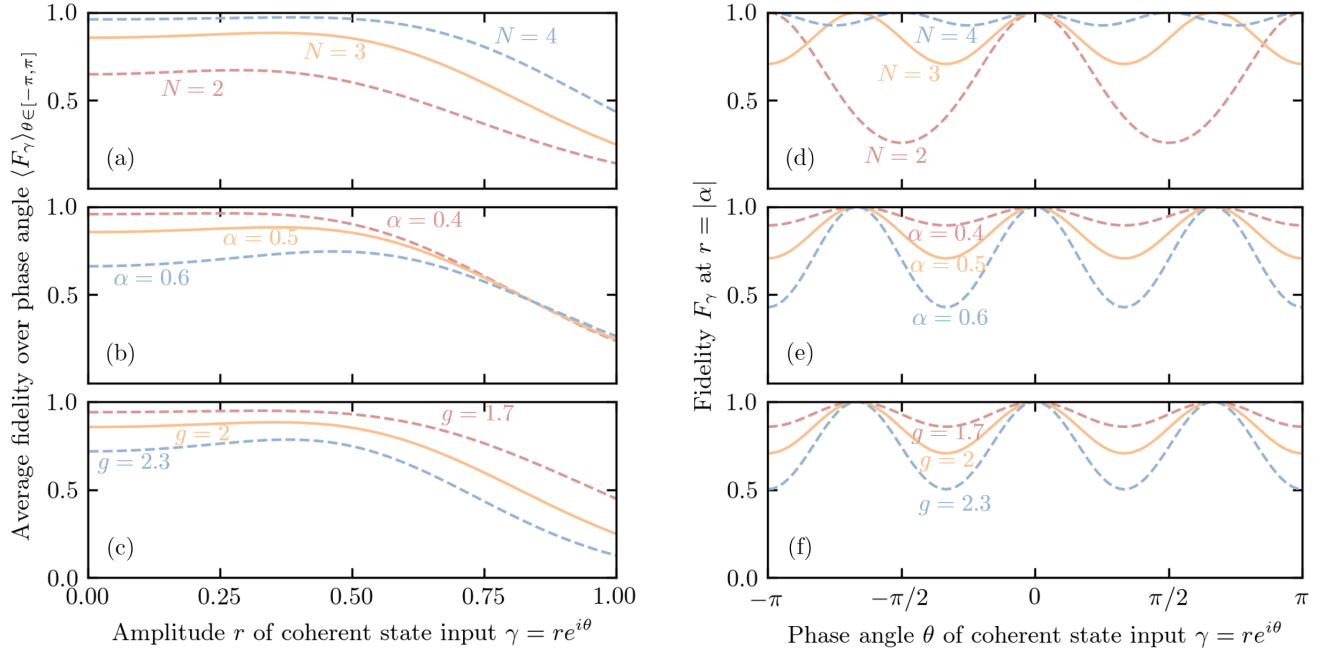 Average fidelity over phase angle ⟨F_γ⟩_{θ∈[−π,π]}
1.0
0.5
N = 4
N = 3
N = 2
(a)
1.0
0.5
α = 0.4
α = 0.5
α = 0.6
(b)
1.0
0.5
0.0
g = 1.7
g = 2
g = 2.3
(c)
0.00 0.25 0.50 0.75 1.00
Amplitude r of coherent state input γ = re^{iθ}
Fidelity F_γ at r = |α|
1.0
0.5
N = 4
N = 3
N = 2
(d)
1.0
0.5
α = 0.4
α = 0.5
α = 0.6
(e)
1.0
0.5
0.0
g = 1.7
g = 2
g = 2.3
(f)
−π −π/2 0 π/2 π
Phase angle θ of coherent state input γ = re^{iθ}